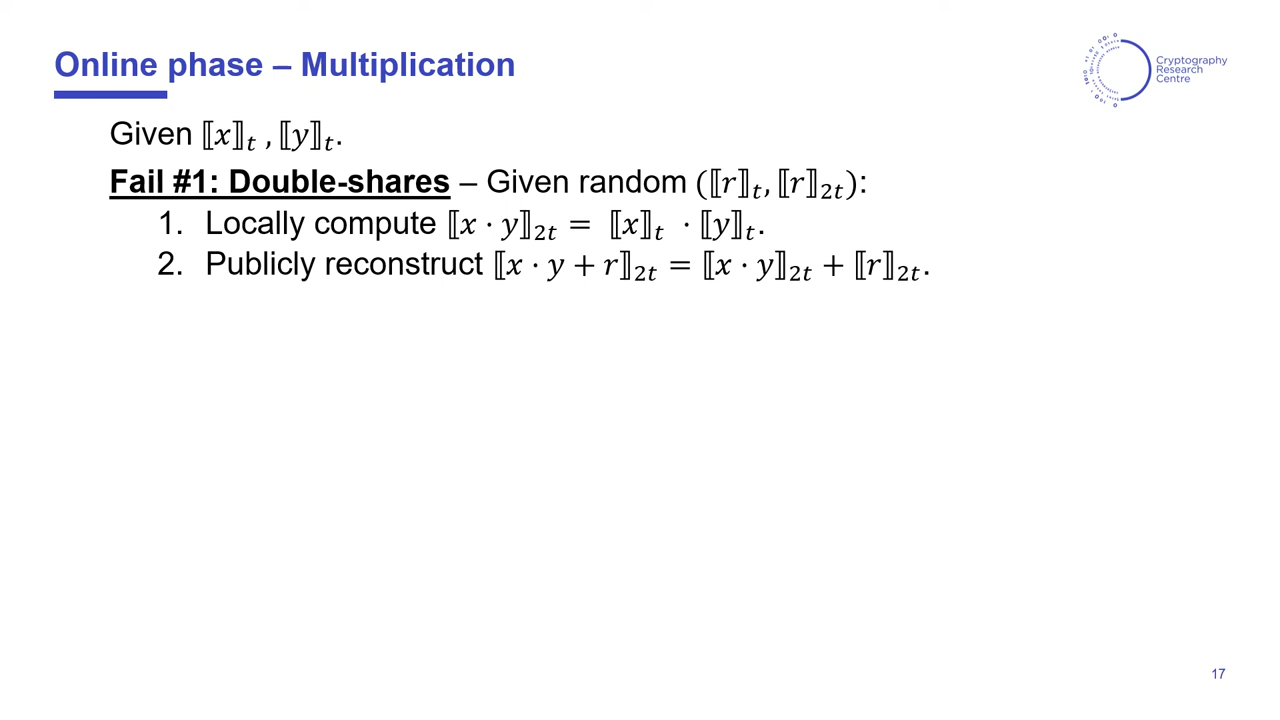 Online phase – Multiplication
Cryptography
Research
Centre
Given ⟦x⟧ₜ , ⟦y⟧ₜ.
Fail #1: Double-shares – Given random (⟦r⟧ₜ, ⟦r⟧₂ₜ):
1. Locally compute ⟦x · y⟧₂ₜ = ⟦x⟧ₜ · ⟦y⟧ₜ.
2. Publicly reconstruct ⟦x · y + r⟧₂ₜ = ⟦x · y⟧₂ₜ + ⟦r⟧₂ₜ.
17